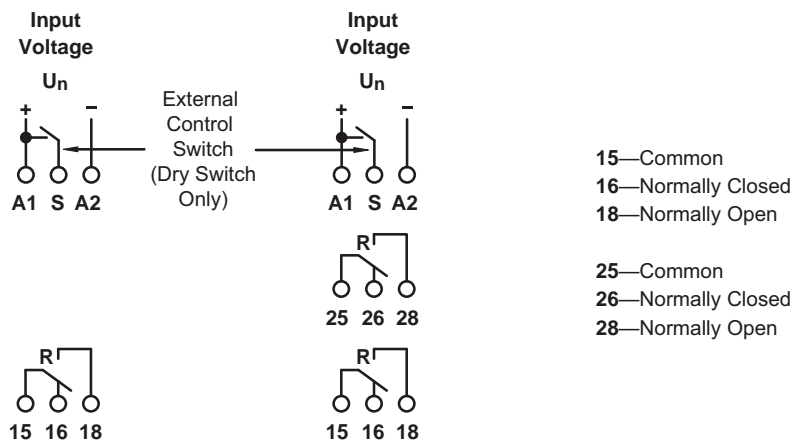 Input
Voltage
Un
+ –
External
Control
Switch
(Dry Switch
Only)
A1 S A2
Input
Voltage
Un
+ –
A1 S A2
R
25 26 28
R
15 16 18
R
15 16 18
15—Common
16—Normally Closed
18—Normally Open
25—Common
26—Normally Closed
28—Normally Open